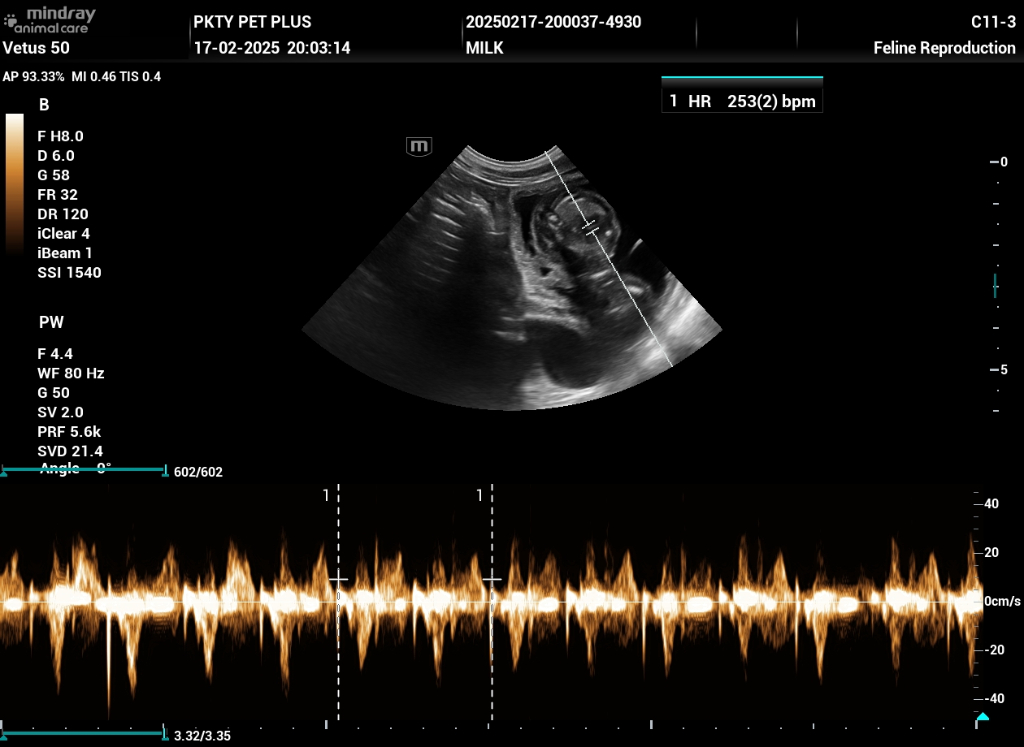 mindray
animal care
Vetus 50
PKTY PET PLUS
17-02-2025 20:03:14
20250217-200037-4930
MILK
C11-3
Feline Reproduction
AP 93.33% MI 0.46 TIS 0.4
1 HR 253(2) bpm
B
F H8.0
D 6.0
G 58
FR 32
DR 120
iClear 4
iBeam 1
SSI 1540
m
0
5
PW
F 4.4
WF 80 Hz
G 50
SV 2.0
PRF 5.6k
SVD 21.4
Angle 0°
602/602
1
1
40
20
0cm/s
-20
-40
3.32/3.35